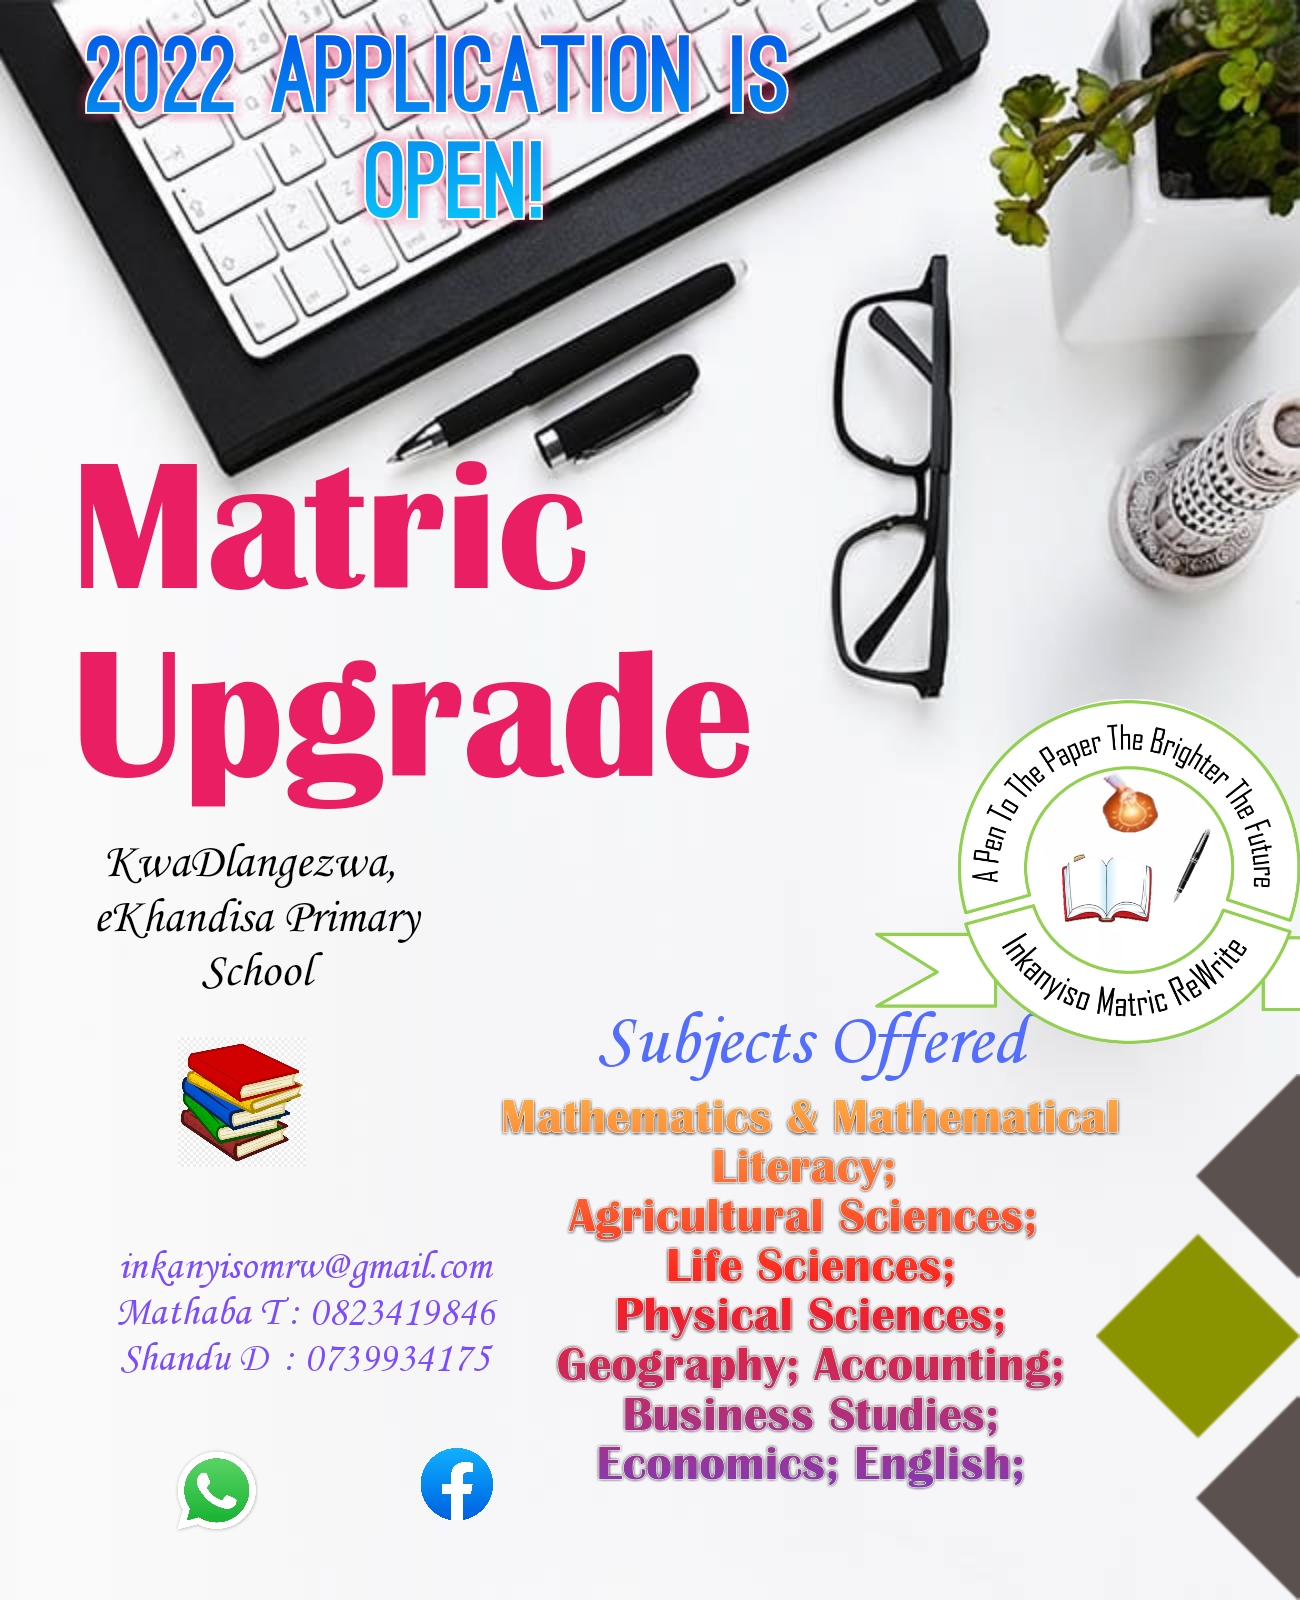 2022 APPLICATION IS
OPEN!
Matric
Upgrade
KwaDlangezwa,
eKhandisa Primary
School
A Pen To The Paper The Brighter The Future
Inkanyiso Matric ReWrite
Subjects Offered
Mathematics & Mathematical
Literacy;
Agricultural Sciences;
Life Sciences;
Physical Sciences;
Geography; Accounting;
Business Studies;
Economics; English;
inkanyisomrw@gmail.com
Mathaba T : 0823419846
Shandu D : 0739934175